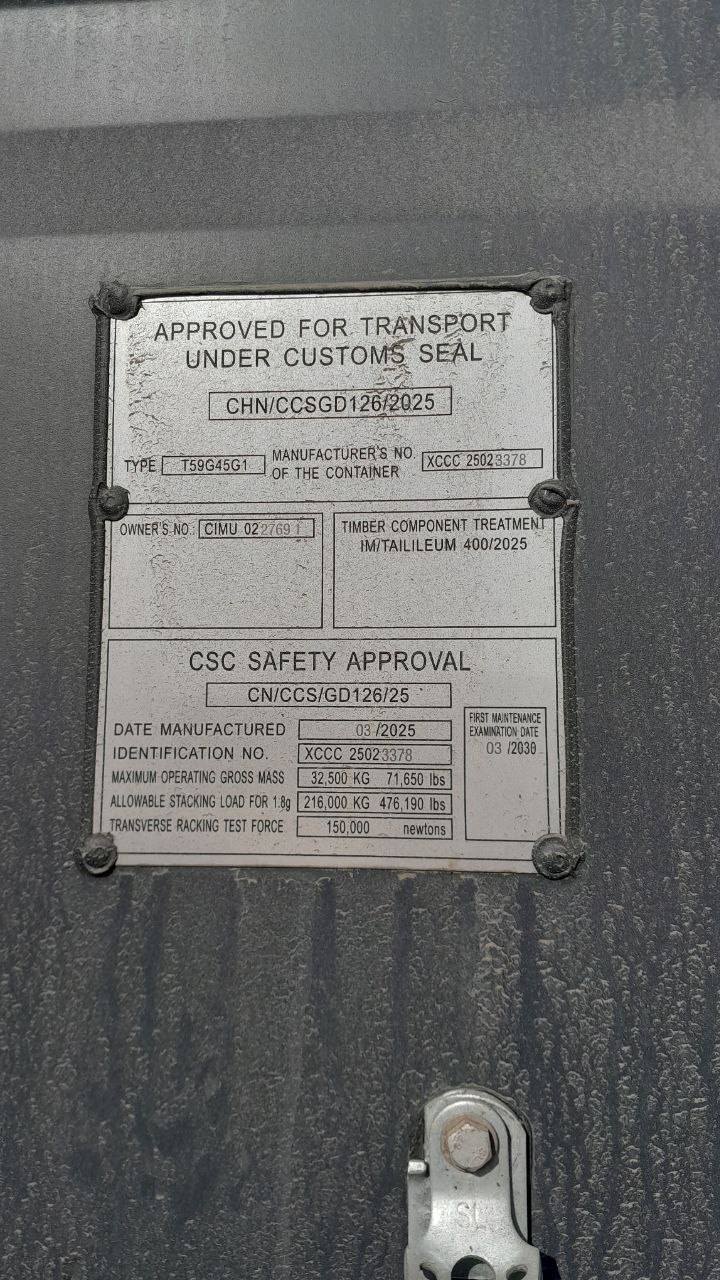 APPROVED FOR TRANSPORT
UNDER CUSTOMS SEAL
CHN/CCSGD126/2025
TYPE T59G45G1
MANUFACTURER'S NO.
OF THE CONTAINER
XCCC 25023378
OWNER'S NO.: CIMU 022769 1
TIMBER COMPONENT TREATMENT
IM/TAILILEUM 400/2025
CSC SAFETY APPROVAL
CN/CCS/GD126/25
DATE MANUFACTURED 03 /2025
IDENTIFICATION NO. XCCC 25023378
MAXIMUM OPERATING GROSS MASS 32,500 KG 71,650 lbs
ALLOWABLE STACKING LOAD FOR 1.8g 216,000 KG 476,190 lbs
TRANSVERSE RACKING TEST FORCE 150,000 newtons
FIRST MAINTENANCE
EXAMINATION DATE
03 /2030
SL